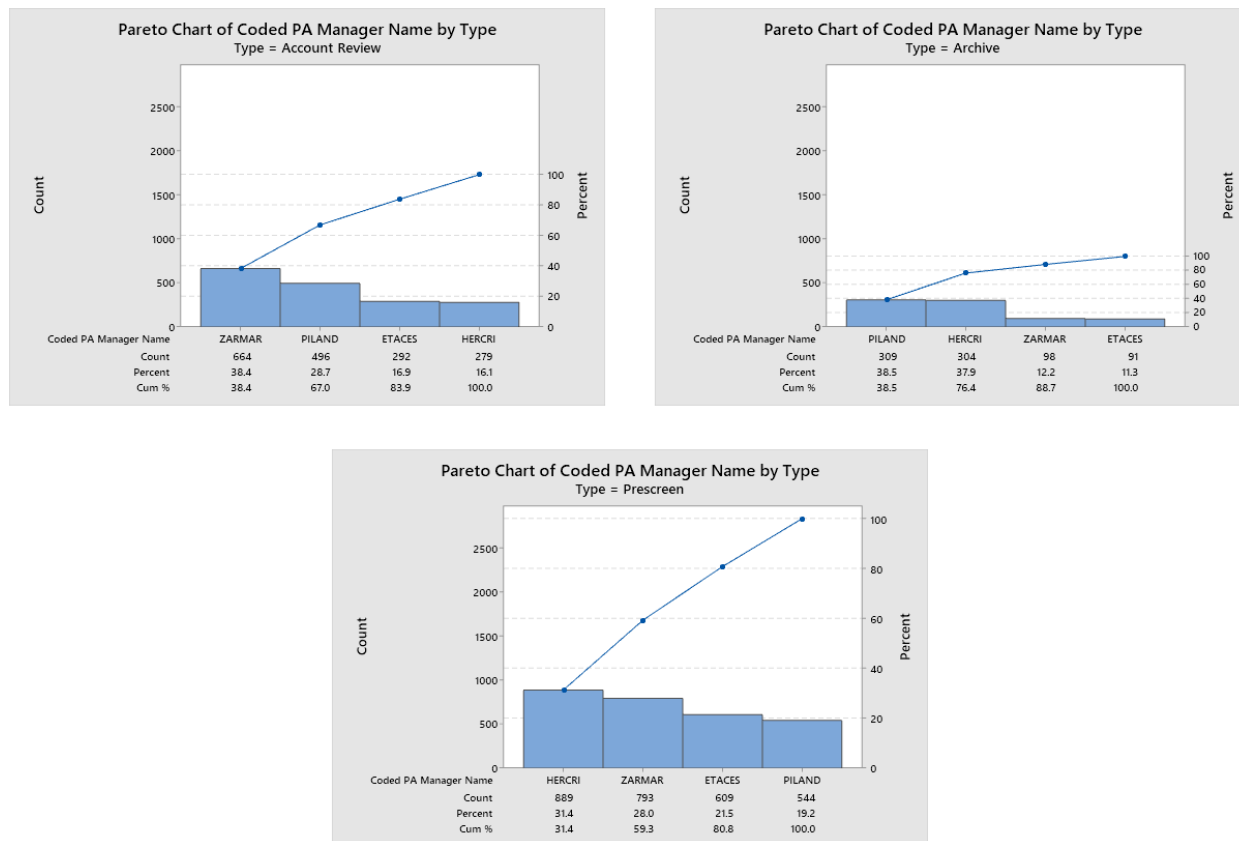 Pareto Chart of Coded PA Manager Name by Type
Type = Account Review
Count
2500
2000
1500
1000
500
0
Percent
100
80
60
40
20
0
Coded PA Manager Name ZARMAR PILAND ETACES HERCRI
Count 664 496 292 279
Percent 38.4 28.7 16.9 16.1
Cum % 38.4 67.0 83.9 100.0
Pareto Chart of Coded PA Manager Name by Type
Type = Archive
Count
2500
2000
1500
1000
500
0
Percent
100
80
60
40
20
0
Coded PA Manager Name PILAND HERCRI ZARMAR ETACES
Count 309 304 98 91
Percent 38.5 37.9 12.2 11.3
Cum % 38.5 76.4 88.7 100.0
Pareto Chart of Coded PA Manager Name by Type
Type = Prescreen
Count
2500
2000
1500
1000
500
0
Percent
100
80
60
40
20
0
Coded PA Manager Name HERCRI ZARMAR ETACES PILAND
Count 889 793 609 544
Percent 31.4 28.0 21.5 19.2
Cum % 31.4 59.3 80.8 100.0